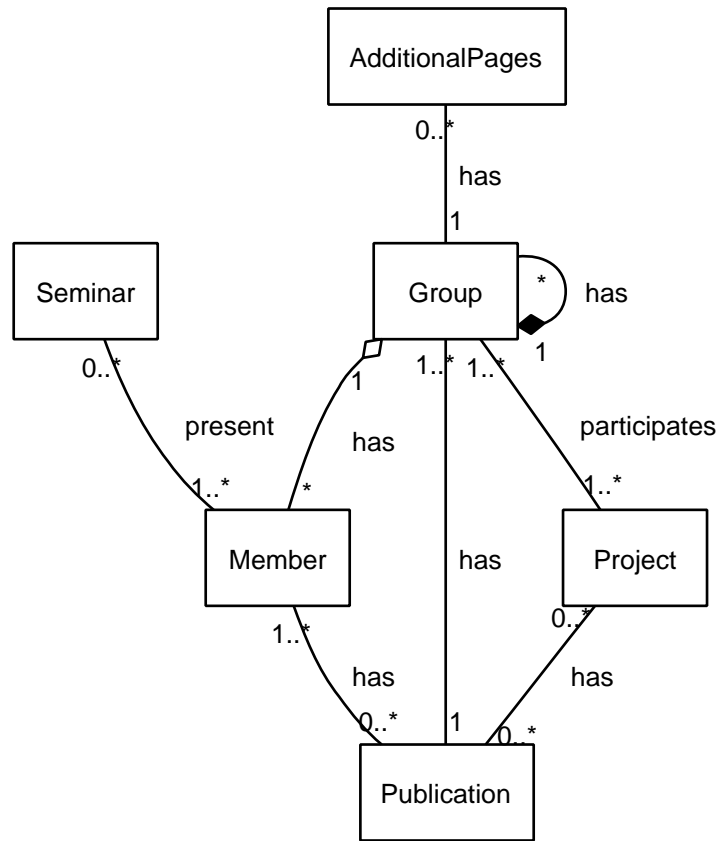 AdditionalPages
0..*
has
1
Seminar
Group
*
has
1
0..*
1
1..*
1..*
present
has
participates
1..*
*
1..*
Member
has
Project
1..*
0..*
has
has
0..*
1
0..*
Publication